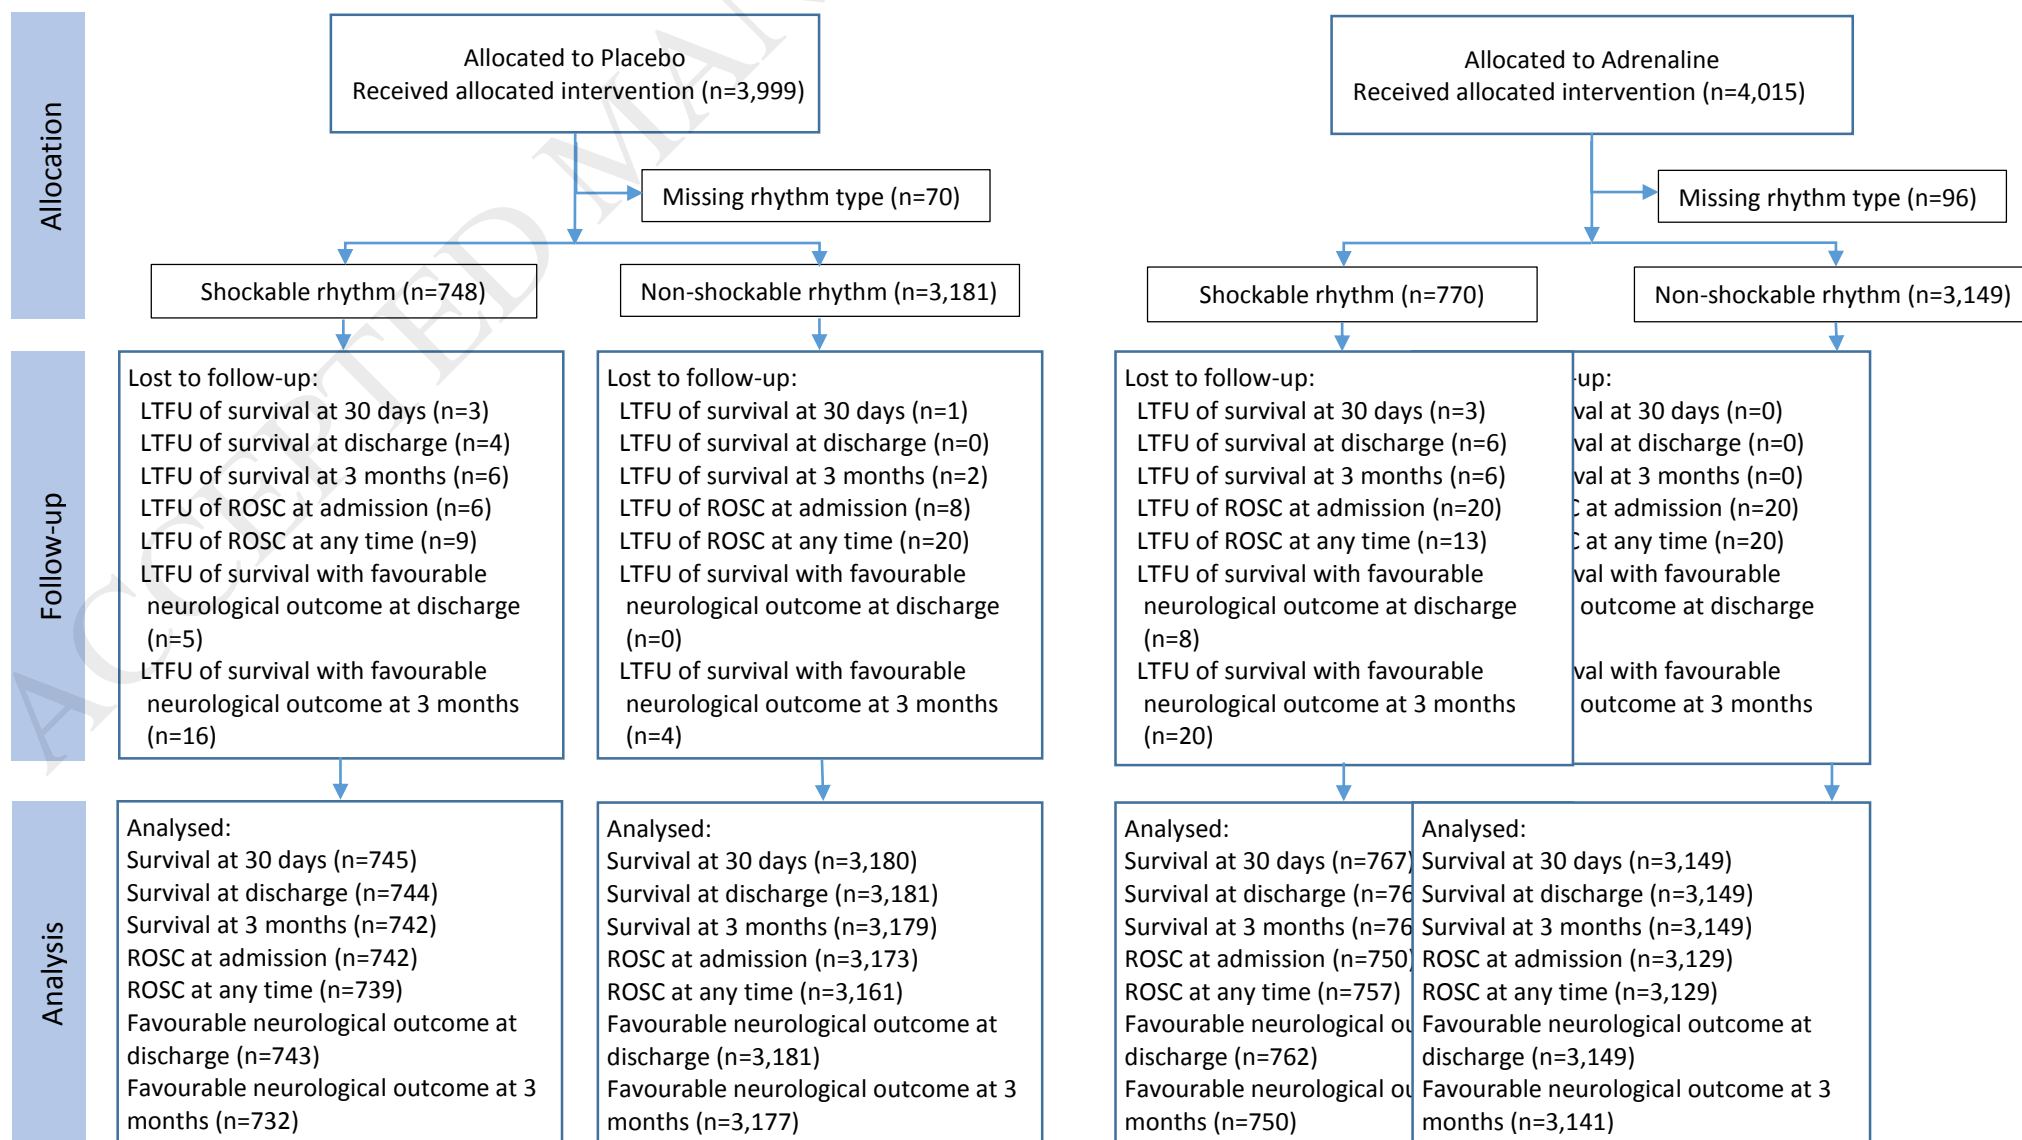 ACCEPTED MAN
Allocation
Allocated to Placebo
Received allocated intervention (n=3,999)
Allocated to Adrenaline
Received allocated intervention (n=4,015)
Missing rhythm type (n=70)
Missing rhythm type (n=96)
Shockable rhythm (n=748)
Non-shockable rhythm (n=3,181)
Shockable rhythm (n=770)
Non-shockable rhythm (n=3,149)
Follow-up
Lost to follow-up:
LTFU of survival at 30 days (n=3)
LTFU of survival at discharge (n=4)
LTFU of survival at 3 months (n=6)
LTFU of ROSC at admission (n=6)
LTFU of ROSC at any time (n=9)
LTFU of survival with favourable
neurological outcome at discharge
(n=5)
LTFU of survival with favourable
neurological outcome at 3 months
(n=16)
Lost to follow-up:
LTFU of survival at 30 days (n=1)
LTFU of survival at discharge (n=0)
LTFU of survival at 3 months (n=2)
LTFU of ROSC at admission (n=8)
LTFU of ROSC at any time (n=20)
LTFU of survival with favourable
neurological outcome at discharge
(n=0)
LTFU of survival with favourable
neurological outcome at 3 months
(n=4)
Lost to follow-up:
LTFU of survival at 30 days (n=3)
LTFU of survival at discharge (n=6)
LTFU of survival at 3 months (n=6)
LTFU of ROSC at admission (n=20)
LTFU of ROSC at any time (n=13)
LTFU of survival with favourable
neurological outcome at discharge
(n=8)
LTFU of survival with favourable
neurological outcome at 3 months
(n=20)
-up:
val at 30 days (n=0)
val at discharge (n=0)
val at 3 months (n=0)
at admission (n=20)
at any time (n=20)
val with favourable
outcome at discharge
val with favourable
outcome at 3 months
Analysis
Analysed:
Survival at 30 days (n=745)
Survival at discharge (n=744)
Survival at 3 months (n=742)
ROSC at admission (n=742)
ROSC at any time (n=739)
Favourable neurological outcome at
discharge (n=743)
Favourable neurological outcome at 3
months (n=732)
Analysed:
Survival at 30 days (n=3,180)
Survival at discharge (n=3,181)
Survival at 3 months (n=3,179)
ROSC at admission (n=3,173)
ROSC at any time (n=3,161)
Favourable neurological outcome at
discharge (n=3,181)
Favourable neurological outcome at 3
months (n=3,177)
Analysed:
Survival at 30 days (n=767)
Survival at discharge (n=76
Survival at 3 months (n=76
ROSC at admission (n=750)
ROSC at any time (n=757)
Favourable neurological ou
discharge (n=762)
Favourable neurological ou
months (n=750)
Analysed:
Survival at 30 days (n=3,149)
Survival at discharge (n=3,149)
Survival at 3 months (n=3,149)
ROSC at admission (n=3,129)
ROSC at any time (n=3,129)
Favourable neurological outcome at
discharge (n=3,149)
Favourable neurological outcome at 3
months (n=3,141)